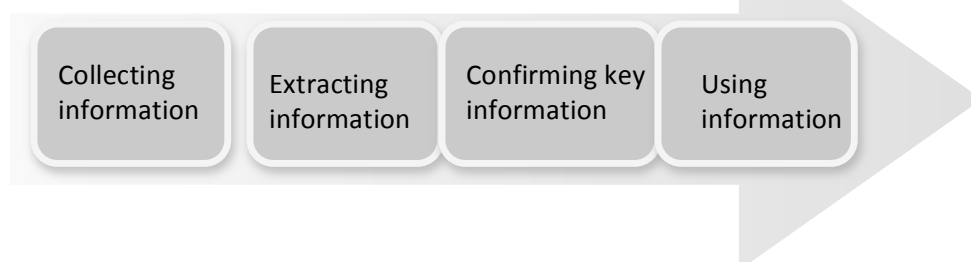 Collecting
information
Extracting
information
Confirming key
information
Using
information